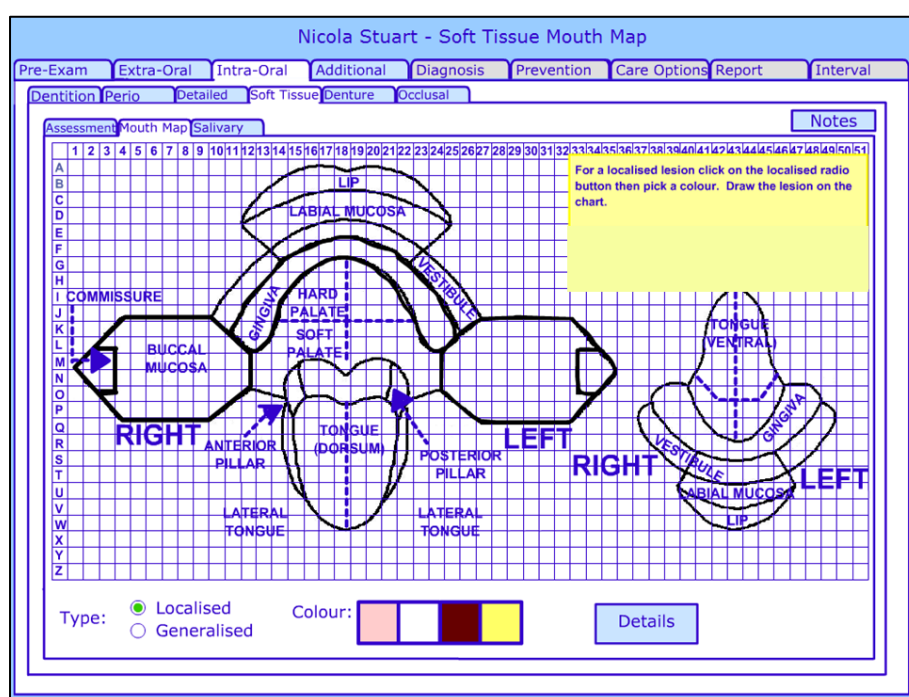 Nicola Stuart - Soft Tissue Mouth Map
Pre-Exam Extra-Oral Intra-Oral Additional Diagnosis Prevention Care Options Report Interval
Dentition Perio Detailed Soft Tissue Denture Occlusal
Notes
Assessment Mouth Map Salivary
1 2 3 4 5 6 7 8 9 10 11 12 13 14 15 16 17 18 19 20 21 22 23 24 25 26 27 28 29 30 31 32 33 34 35 36 37 38 39 40 41 42 43 44 45 46 47 48 49 50 51
A
B
C
D
E
F
G
H
I
J
K
L
M
N
O
P
Q
R
S
T
U
V
W
X
Y
Z
For a localised lesion click on the localised radio
button then pick a colour. Draw the lesion on the
chart.
LIP
LABIAL MUCOSA
VESTIBULE
GINGIVA
HARD
PALATE
SOFT
PALATE
COMMISSURE
BUCCAL
MUCOSA
RIGHT
ANTERIOR
PILLAR
TONGUE
(DORSUM)
POSTERIOR
PILLAR
LEFT
LATERAL
TONGUE
LATERAL
TONGUE
TONGUE
(VENTRAL)
GINGIVA
VESTIBULE
RIGHT
LEFT
LABIAL MUCOSA
LIP
Type:
Localised
Generalised
Colour:
Details